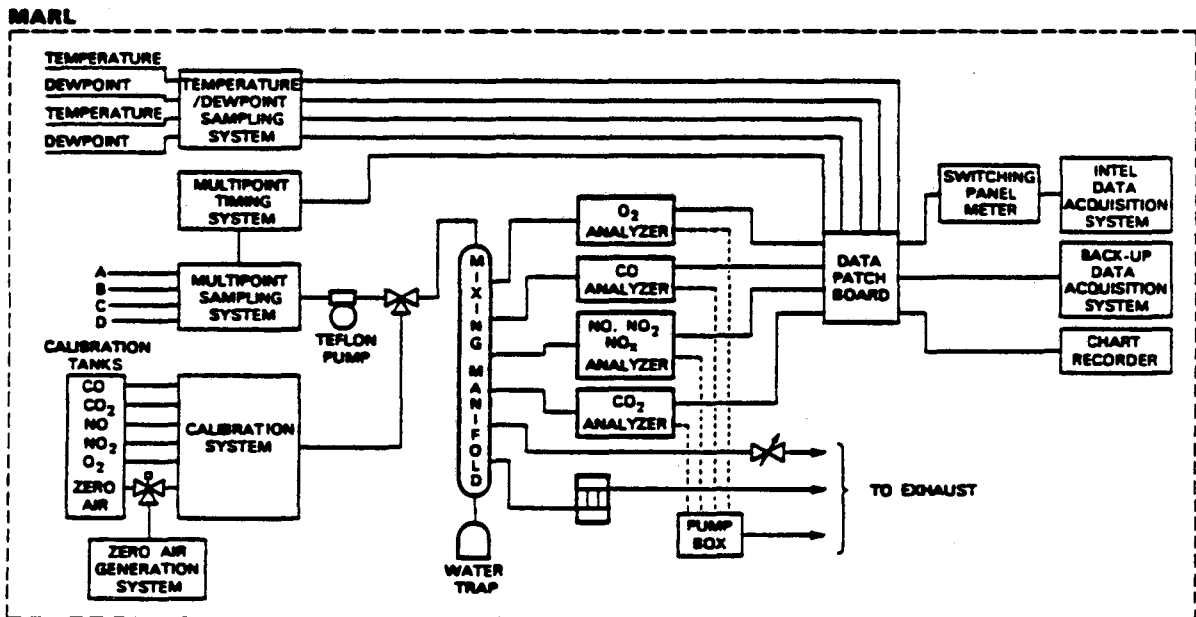 MARL
TEMPERATURE
DEWPOINT
TEMPERATURE
DEWPOINT
TEMPERATURE
/DEWPOINT
SAMPLING
SYSTEM
MULTIPOINT
TIMING
SYSTEM
A
B
C
D
MULTIPOINT
SAMPLING
SYSTEM
TEFLON
PUMP
CALIBRATION
TANKS
CO
CO₂
NO
NO₂
O₂
ZERO
AIR
CALIBRATION
SYSTEM
ZERO AIR
GENERATION
SYSTEM
MIXING MANIFOLD
WATER
TRAP
O₂
ANALYZER
CO
ANALYZER
NO, NO₂
NOₓ
ANALYZER
CO₂
ANALYZER
PUMP
BOX
TO EXHAUST
DATA
PATCH
BOARD
SWITCHING
PANEL
METER
INTEL
DATA
ACQUISITION
SYSTEM
BACK-UP
DATA
ACQUISITION
SYSTEM
CHART
RECORDER